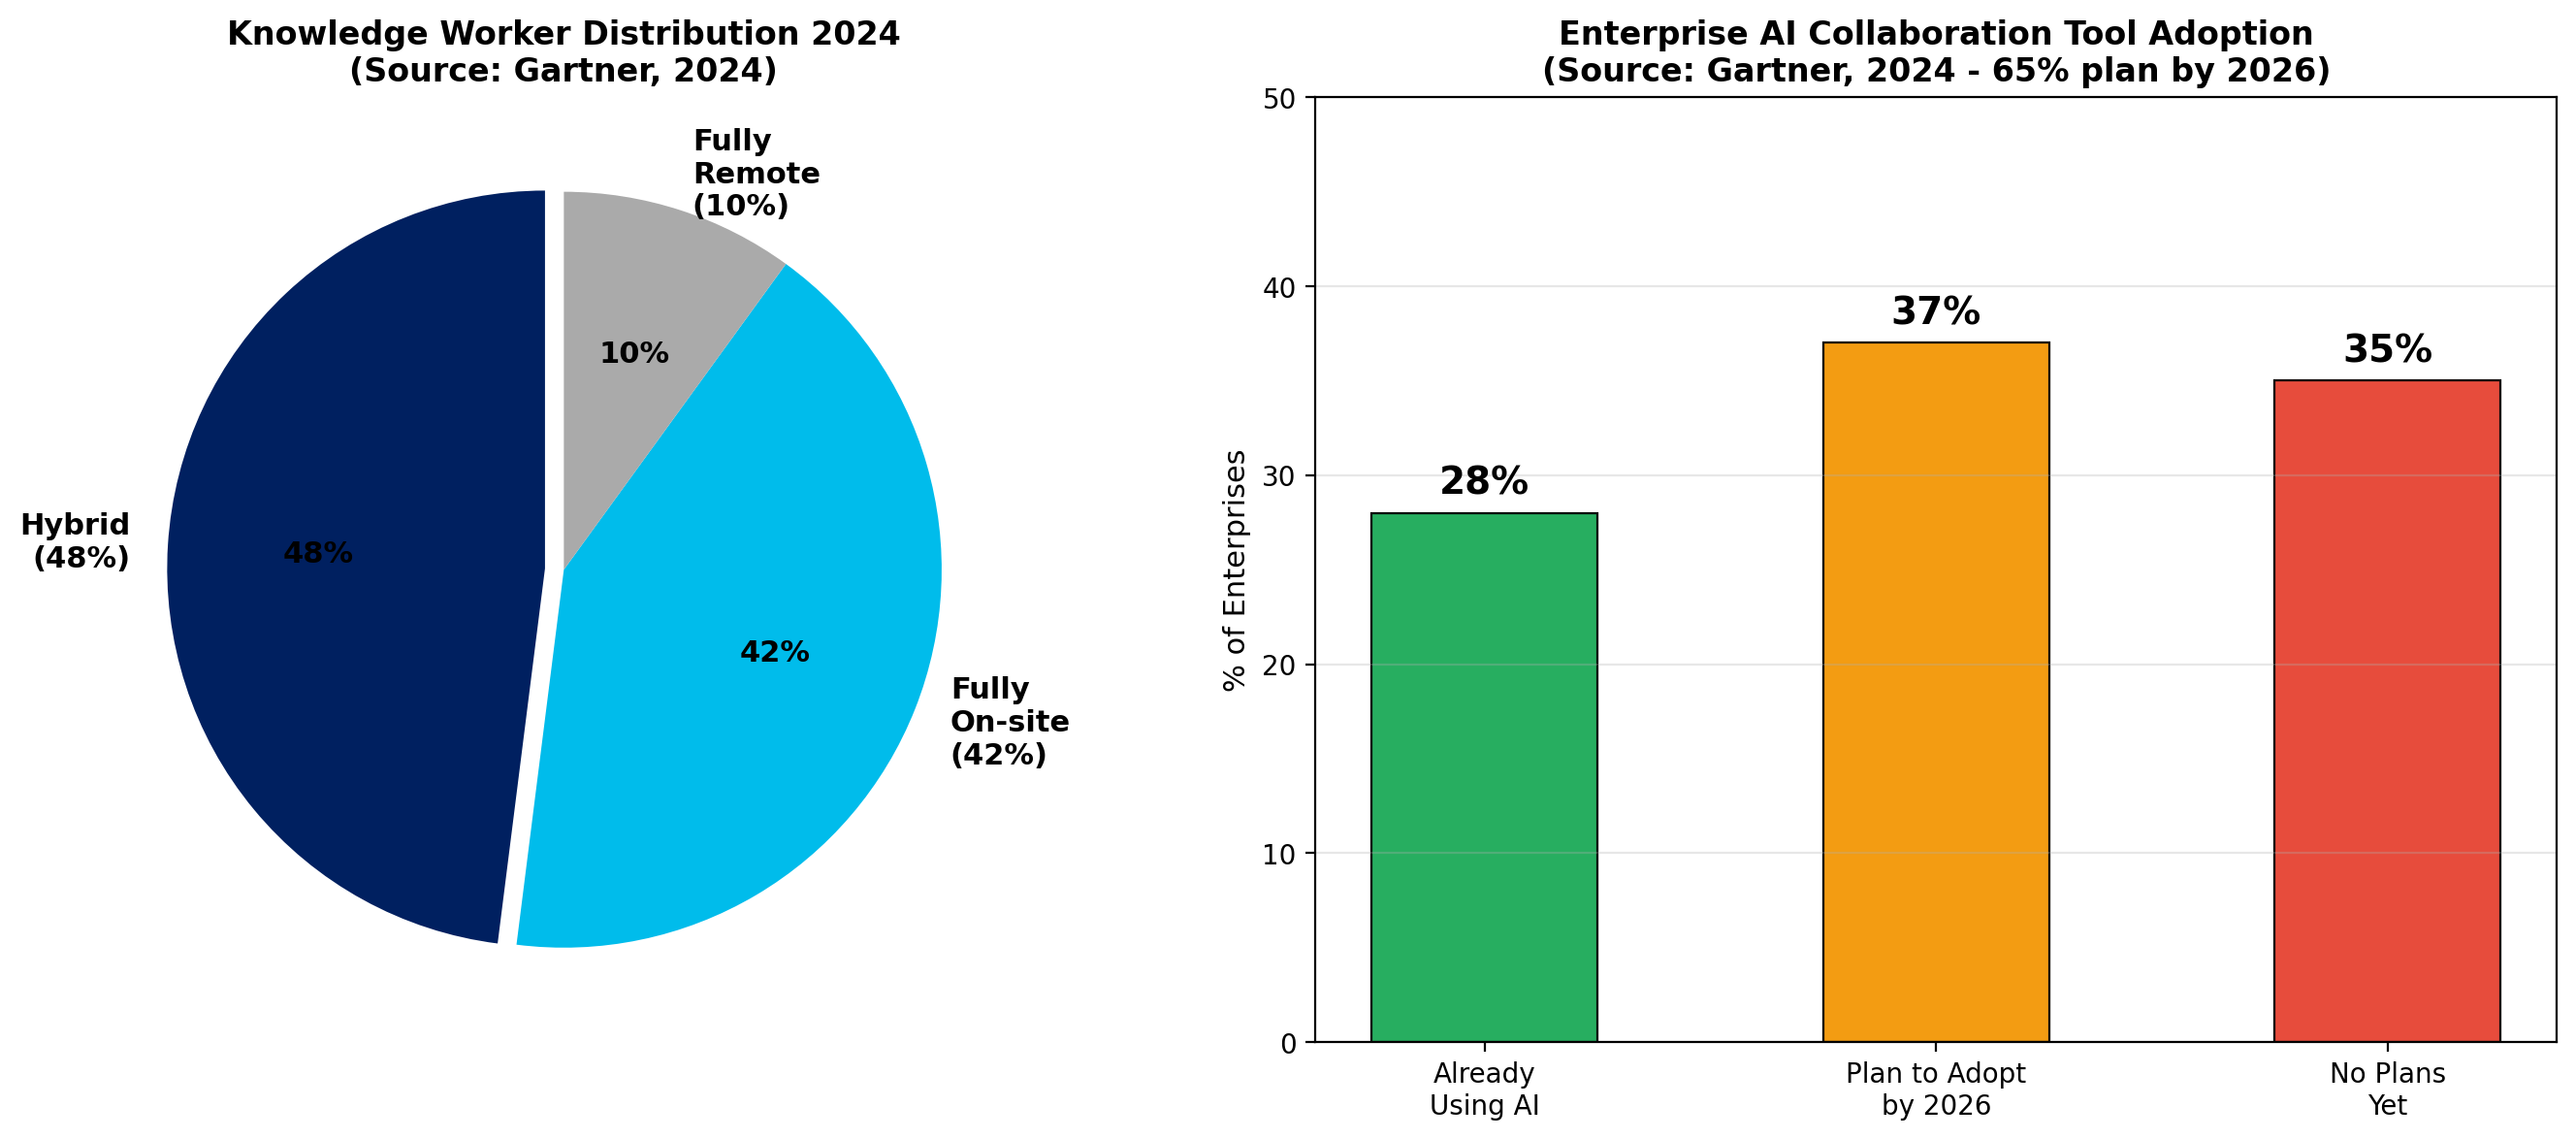 Knowledge Worker Distribution 2024
(Source: Gartner, 2024)
Fully
Remote
(10%)
10%
Hybrid
(48%)
48%
42%
Fully
On-site
(42%)
Enterprise AI Collaboration Tool Adoption
(Source: Gartner, 2024 - 65% plan by 2026)
% of Enterprises
50
40
30
20
10
0
28%
37%
35%
Already
Using AI
Plan to Adopt
by 2026
No Plans
Yet